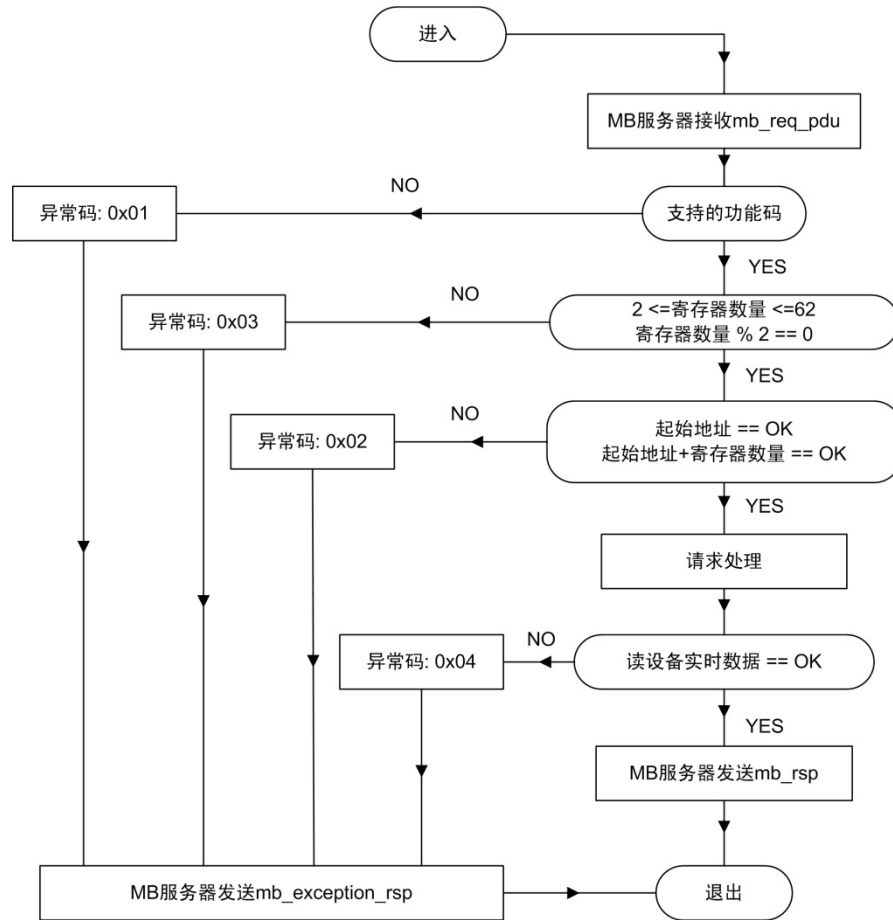 进入
MB服务器接收mb_req_pdu
NO
异常码: 0x01
支持的功能码
YES
NO
2 <=寄存器数量 <=62
异常码: 0x03
寄存器数量 % 2 == 0
YES
NO
起始地址 == OK
异常码: 0x02
起始地址+寄存器数量 == OK
YES
请求处理
NO
异常码: 0x04
读设备实时数据 == OK
YES
MB服务器发送mb_rsp
MB服务器发送mb_exception_rsp
退出